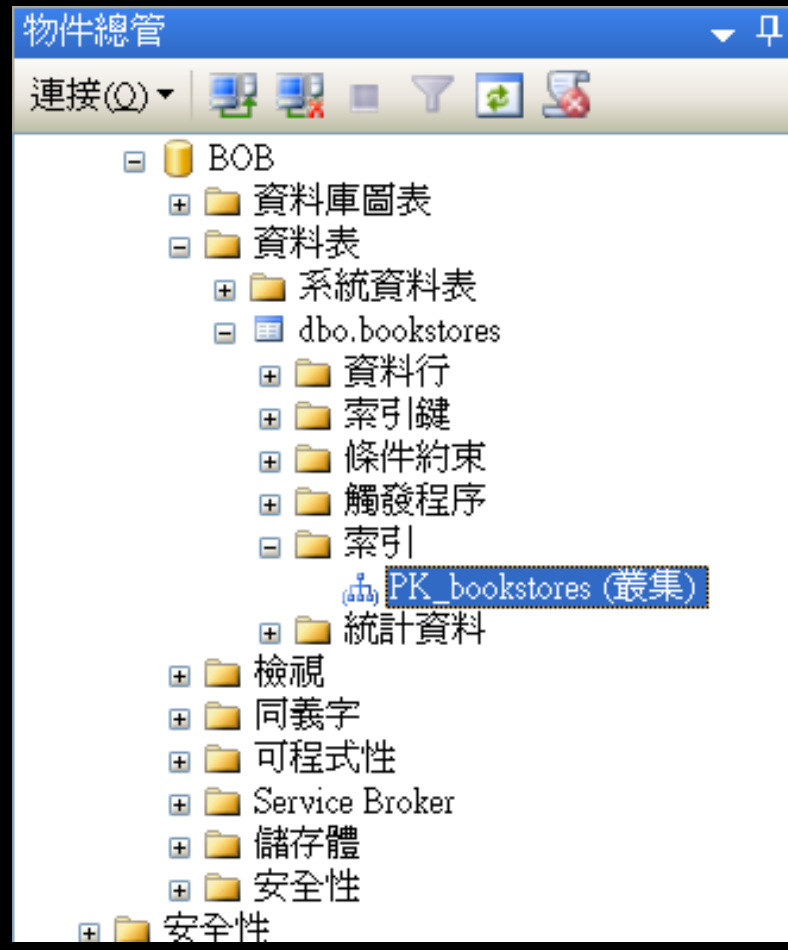 物件總管
連接(O)
BOB
資料庫圖表
資料表
系統資料表
dbo.bookstores
資料行
索引鍵
條件約束
觸發程序
索引
PK_bookstores (叢集)
統計資料
檢視
同義字
可程式性
Service Broker
儲存體
安全性
安全性